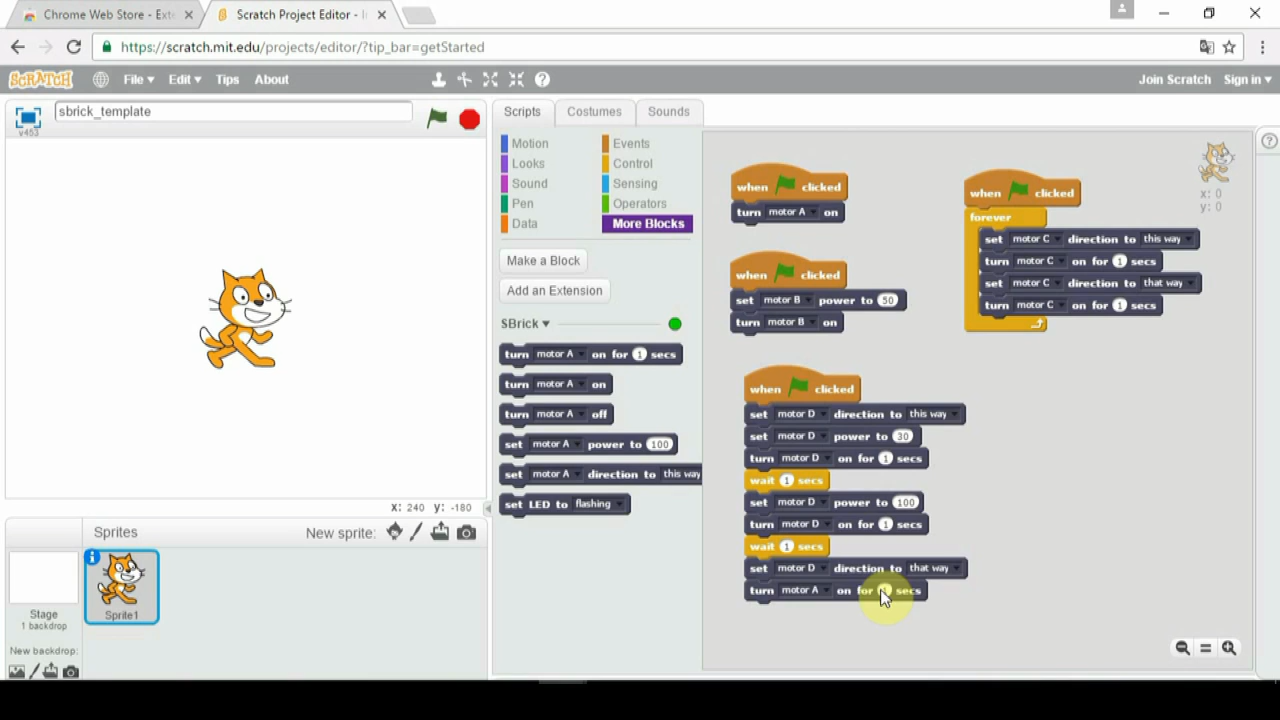 Chrome Web Store - Ext
Scratch Project Editor - I
https://scratch.mit.edu/projects/editor/?tip_bar=getStarted
SCRATCH
File
Edit
Tips
About
Join Scratch
Sign in
v453
sbrick_template
Scripts
Costumes
Sounds
Motion
Events
Looks
Control
Sound
Sensing
Pen
Operators
Data
More Blocks
Make a Block
Add an Extension
SBrick
turn motor A on for 1 secs
turn motor A on
turn motor A off
set motor A power to 100
set motor A direction to this way
set LED to flashing
when clicked
turn motor A on
when clicked
set motor B power to 50
turn motor B on
when clicked
set motor D direction to this way
set motor D power to 30
turn motor D on for 1 secs
wait 1 secs
set motor D power to 100
turn motor D on for 1 secs
wait 1 secs
set motor D direction to that way
turn motor A on for secs
when clicked
forever
set motor C direction to this way
turn motor C on for 1 secs
set motor C direction to that way
turn motor C on for 1 secs
x: 0
y: 0
x: 240 y: -180
Sprites
New sprite:
Stage
1 backdrop
New backdrop:
Sprite1